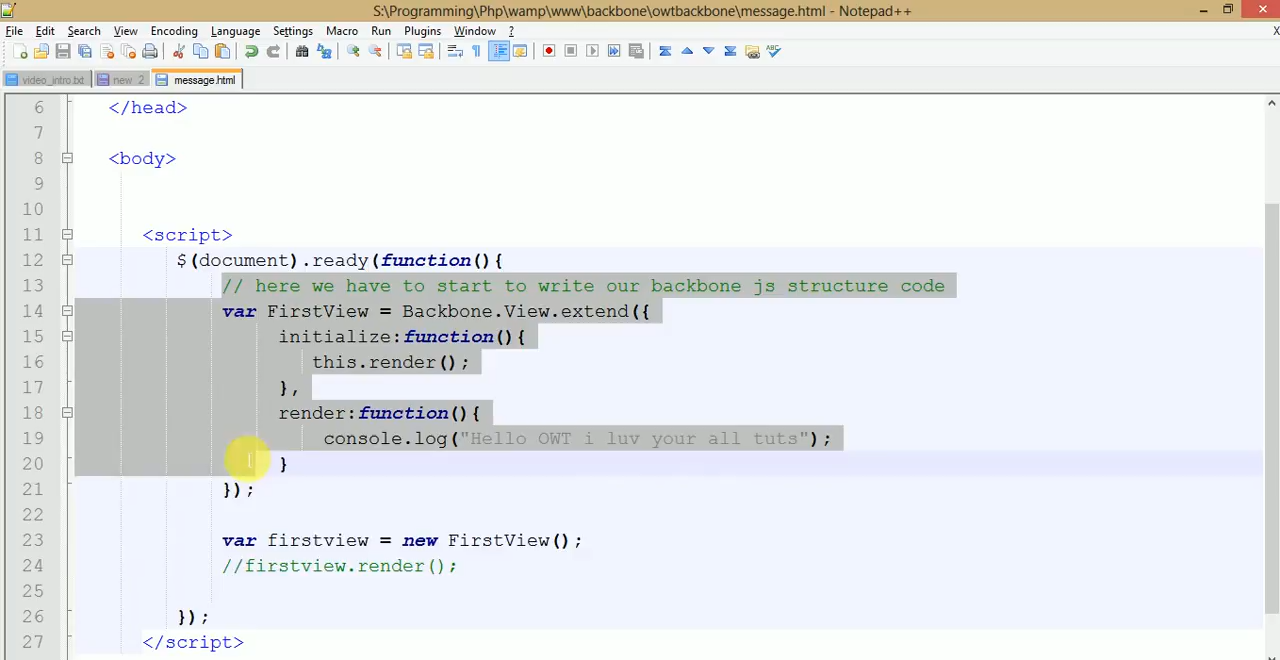 S:\Programming\Php\wamp\www\backbone\owtbackbone\message.html - Notepad++
File Edit Search View Encoding Language Settings Macro Run Plugins Window ? X
video_intro.txt new 2 message.html
6 </head>
7
8 <body>
9
10
11 <script>
12 $(document).ready(function(){
13 // here we have to start to write our backbone js structure code
14 var FirstView = Backbone.View.extend({
15 initialize:function(){
16 this.render();
17 },
18 render:function(){
19 console.log("Hello OWT i luv your all tuts");
20 }
21 });
22
23 var firstview = new FirstView();
24 //firstview.render();
25
26 });
27 </script>